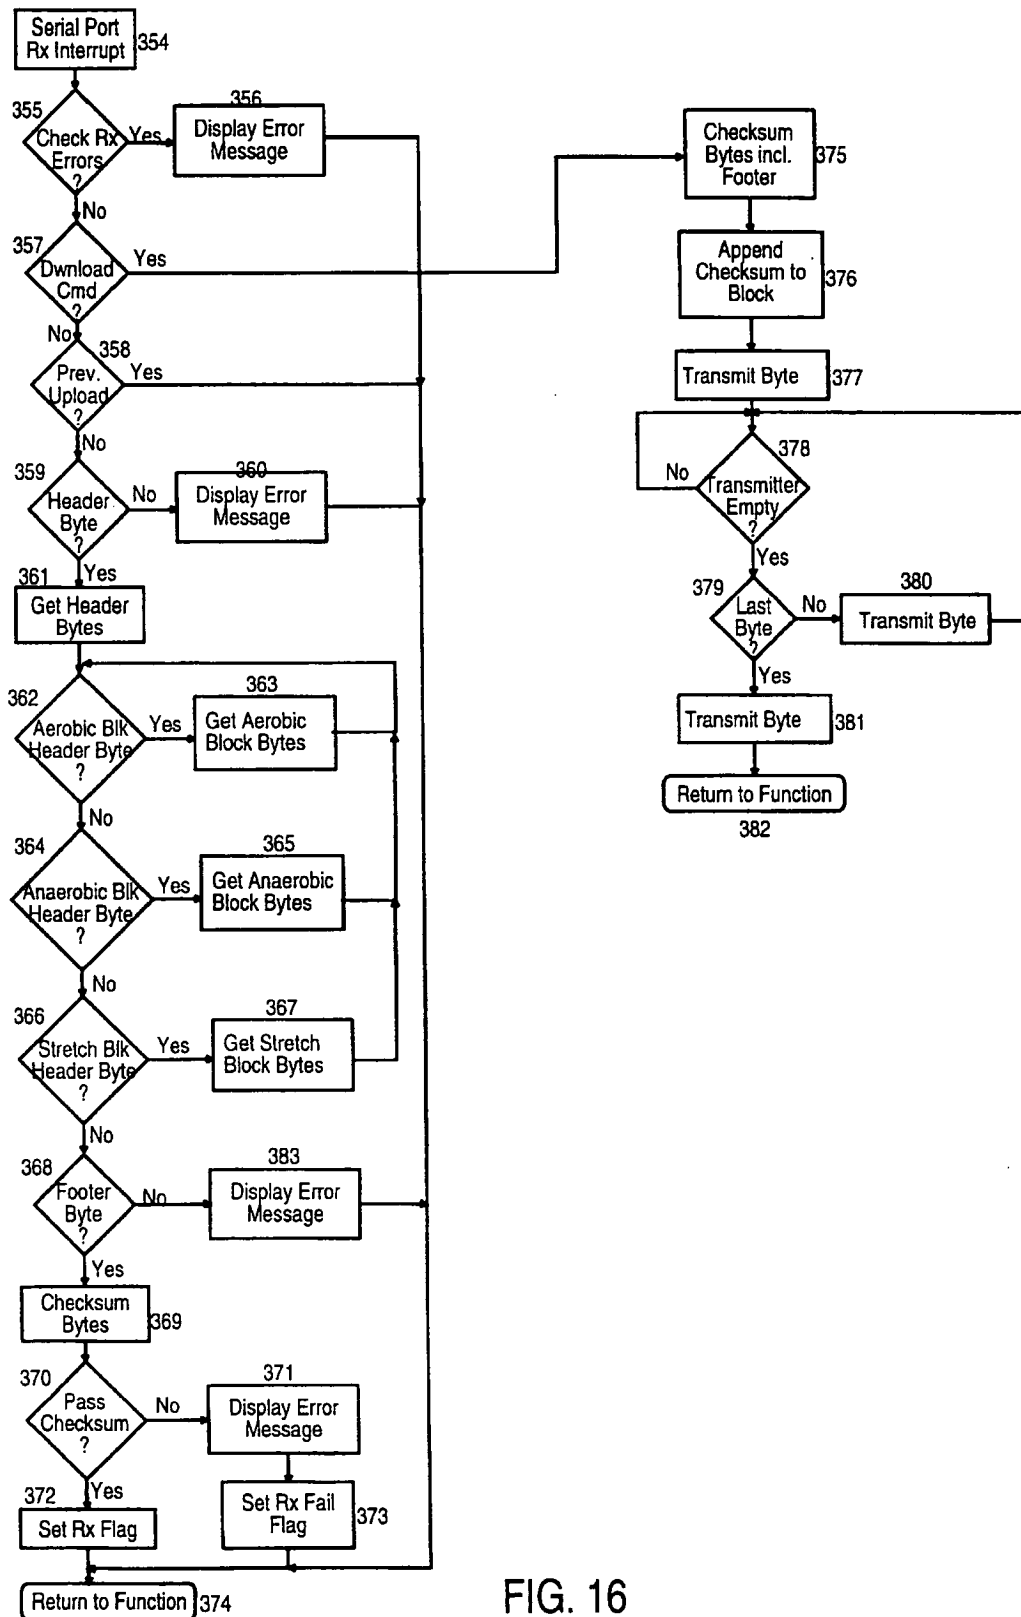 Serial Port
Rx Interrupt
354
355
Check Rx
Errors
?
Yes
356
Display Error
Message
No
357
Dwnload
Cmd
?
Yes
No
358
Prev.
Upload
?
Yes
No
359
Header
Byte
?
No
360
Display Error
Message
Yes
361
Get Header
Bytes
362
Aerobic Blk
Header Byte
?
Yes
363
Get Aerobic
Block Bytes
No
364
Anaerobic Blk
Header Byte
?
Yes
365
Get Anaerobic
Block Bytes
No
366
Stretch Blk
Header Byte
?
Yes
367
Get Stretch
Block Bytes
No
368
Footer
Byte
?
No
383
Display Error
Message
Yes
Checksum
Bytes
369
370
Pass
Checksum
?
No
371
Display Error
Message
Yes
372
Set Rx Flag
Set Rx Fail
Flag
373
Return to Function
374
Checksum
Bytes incl.
Footer
375
Append
Checksum to
Block
376
Transmit Byte
377
378
No
Transmitter
Empty
?
Yes
379
Last
Byte
?
No
380
Transmit Byte
Yes
Transmit Byte
381
Return to Function
382
FIG. 16